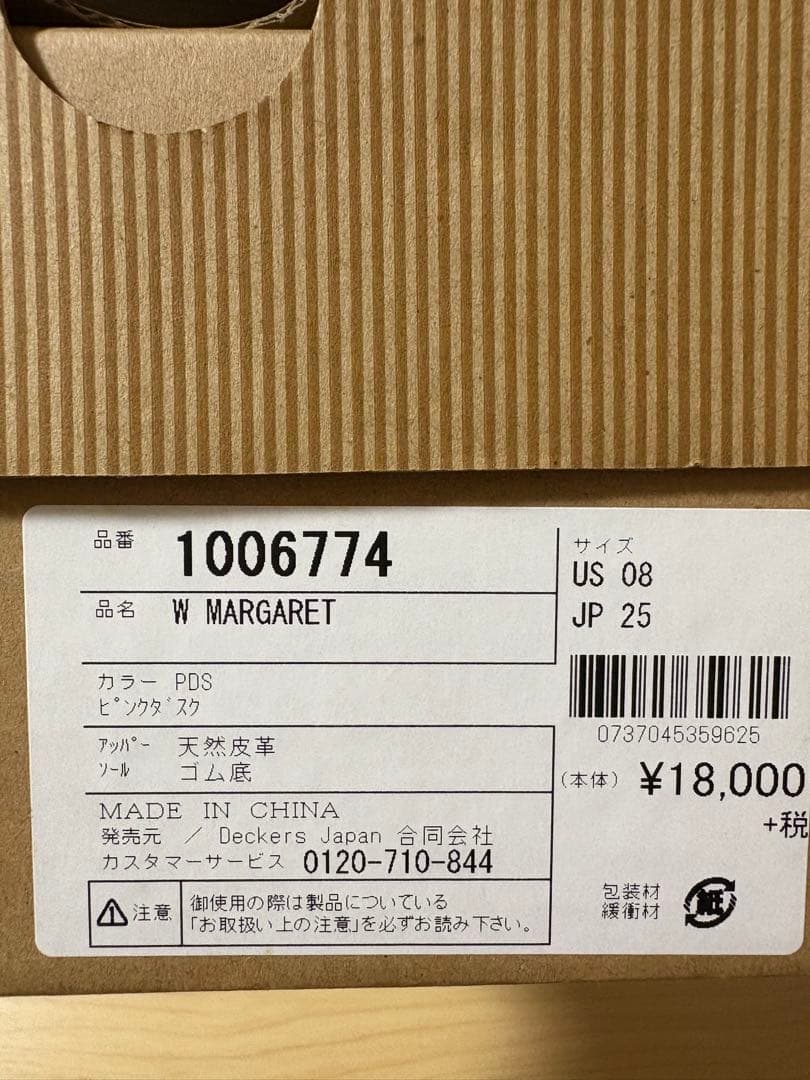 品番 1006774
品名 W MARGARET
サイズ
US 08
JP 25
カラー PDS
ﾋﾟﾝｸﾀﾞｽｸ
0737045359625
ｱｯﾊﾟｰ 天然皮革
ｿｰﾙ ゴム底
(本体) ¥18,000
+税
MADE IN CHINA
発売元 / Deckers Japan 合同会社
カスタマーサービス 0120-710-844
注意
御使用の際は製品についている
「お取扱い上の注意」を必ずお読み下さい。
包装材
緩衝材
紙